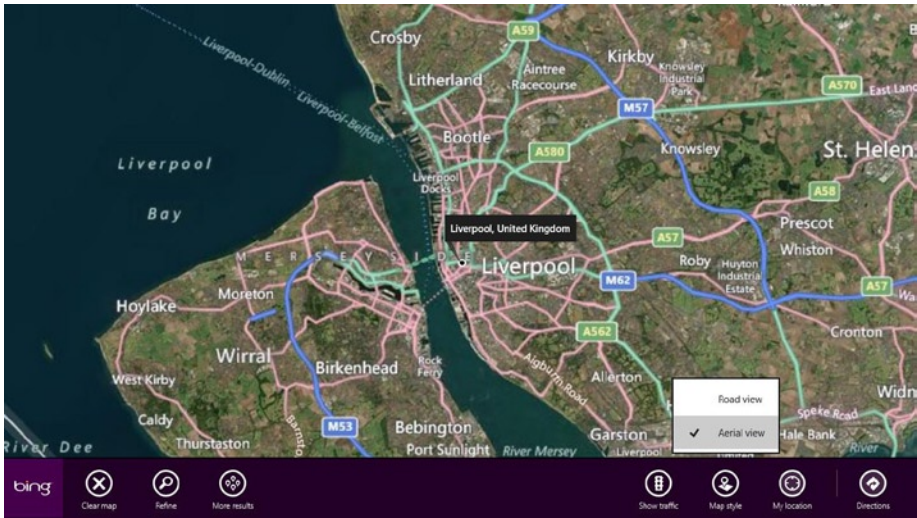 Crosby
A59
Kirkby
Knowsley
Industrial
Park
Aintree
Racecourse
Litherland
A570
East Lan
Liverpool-Dublin
Liverpool-Belfast
M57
Bootle
A580
Knowsley
St. Helen
Liverpool
Bay
Liverpool
Docks
A58
Prescot
Liverpool, United Kingdom
A57
Whiston
MERSEYSIDE
Liverpool
Roby
Huyton
Industrial
Estate
M62
A57
Moreton
Hoylake
A562
Cronton
Wirral
Birkenhead
Rock
Ferry
Aigburth Road
Allerton
West Kirby
Road view
Widn
Caldy
Speke Road
M53
Bebington
Garston
Aerial view
Hale Bank
Thurstaston
River Dee
Port Sunlight
River Mersey
Liverpool
River
bing
Clear map
Refine
More results
Show traffic
Map style
My location
Directions